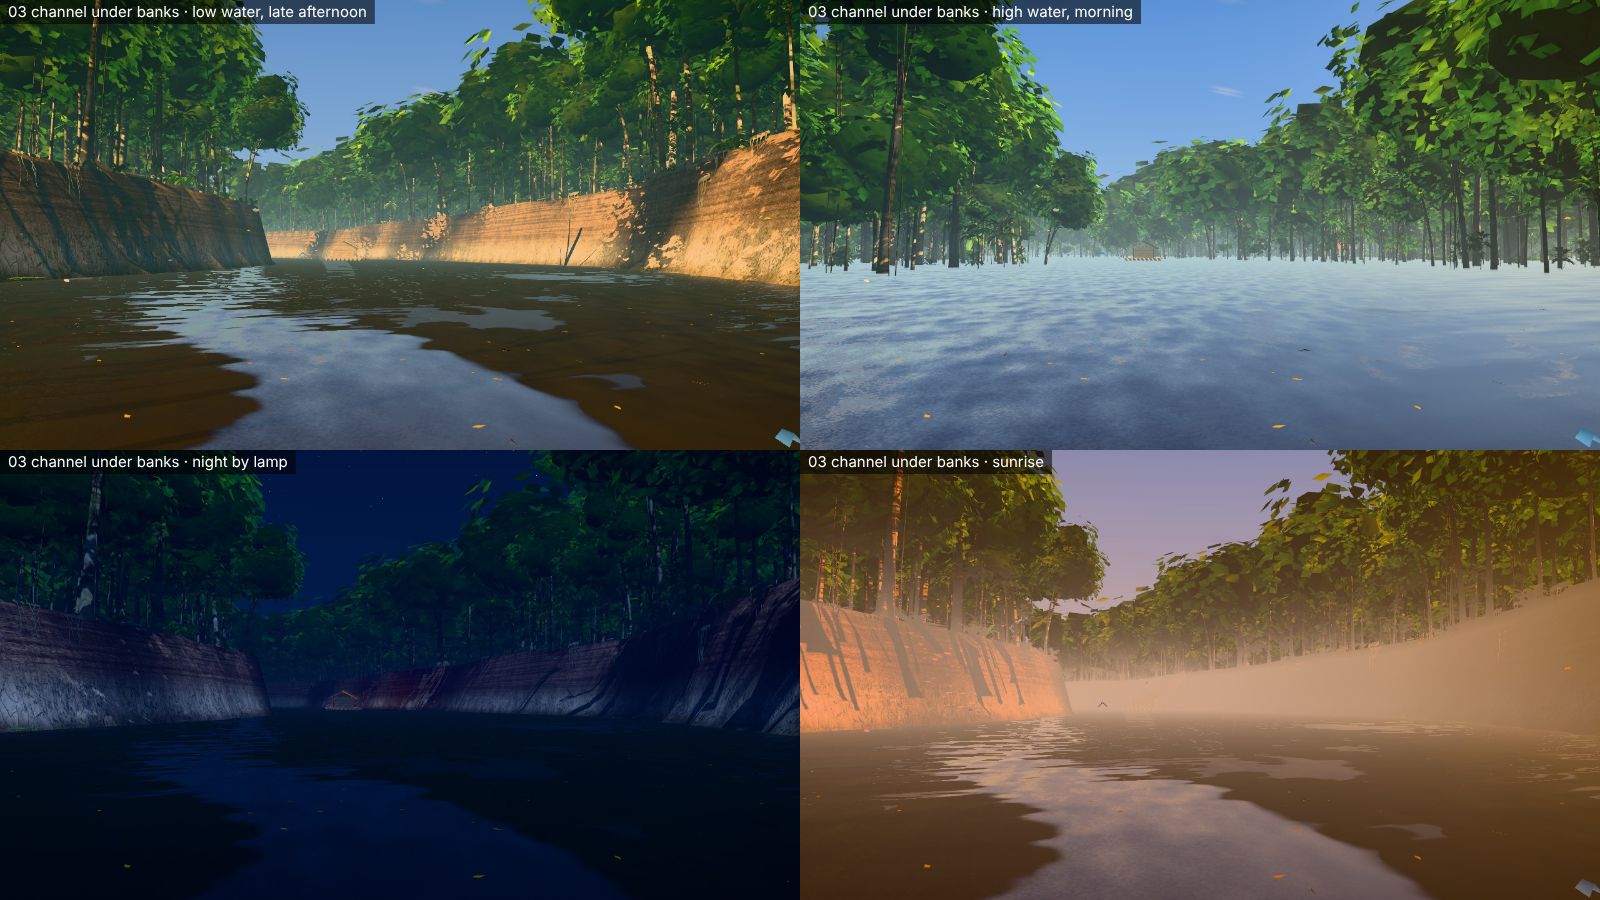 03 channel under banks · low water, late afternoon
03 channel under banks · high water, morning
03 channel under banks · night by lamp
03 channel under banks · sunrise